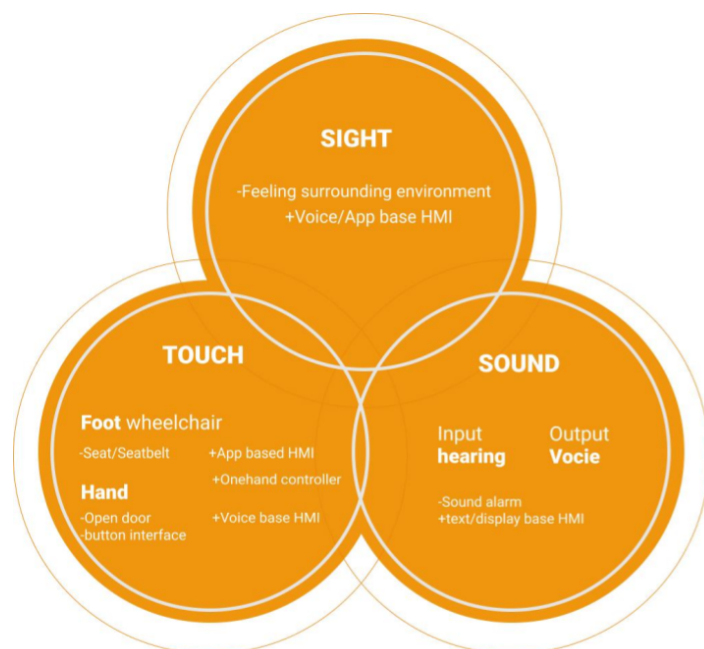 SIGHT
-Feeling surrounding environment
+Voice/App base HMI
TOUCH
Foot wheelchair
-Seat/Seatbelt +App based HMI
+Onehand controller
Hand
-Open door +Voice base HMI
-button interface
SOUND
Input Output
hearing Vocie
-Sound alarm
+text/display base HMI